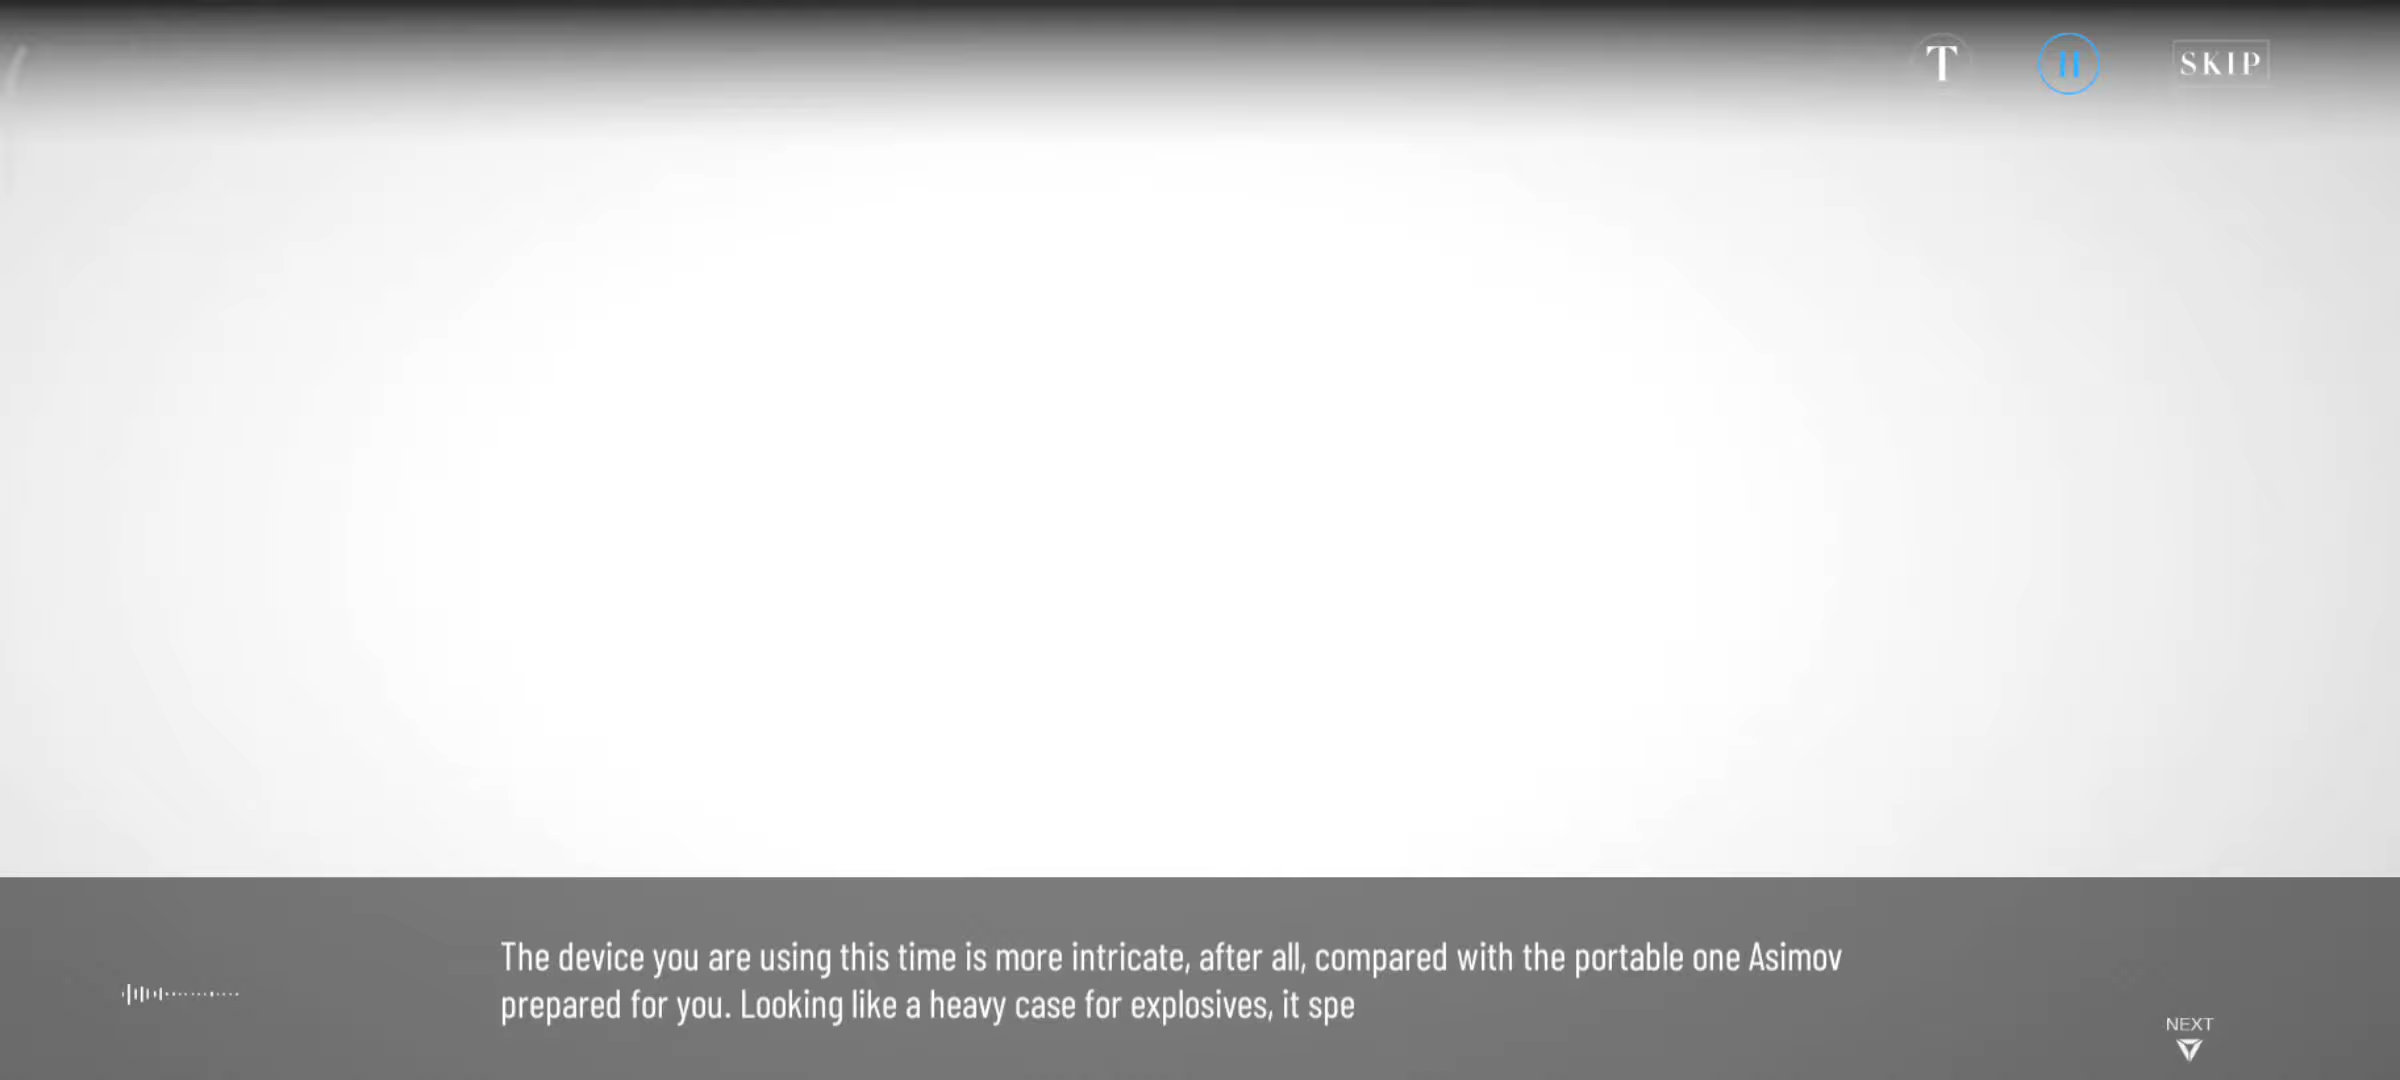 T
SKIP
The device you are using this time is more intricate, after all, compared with the portable one Asimov
prepared for you. Looking like a heavy case for explosives, it spe
NEXT